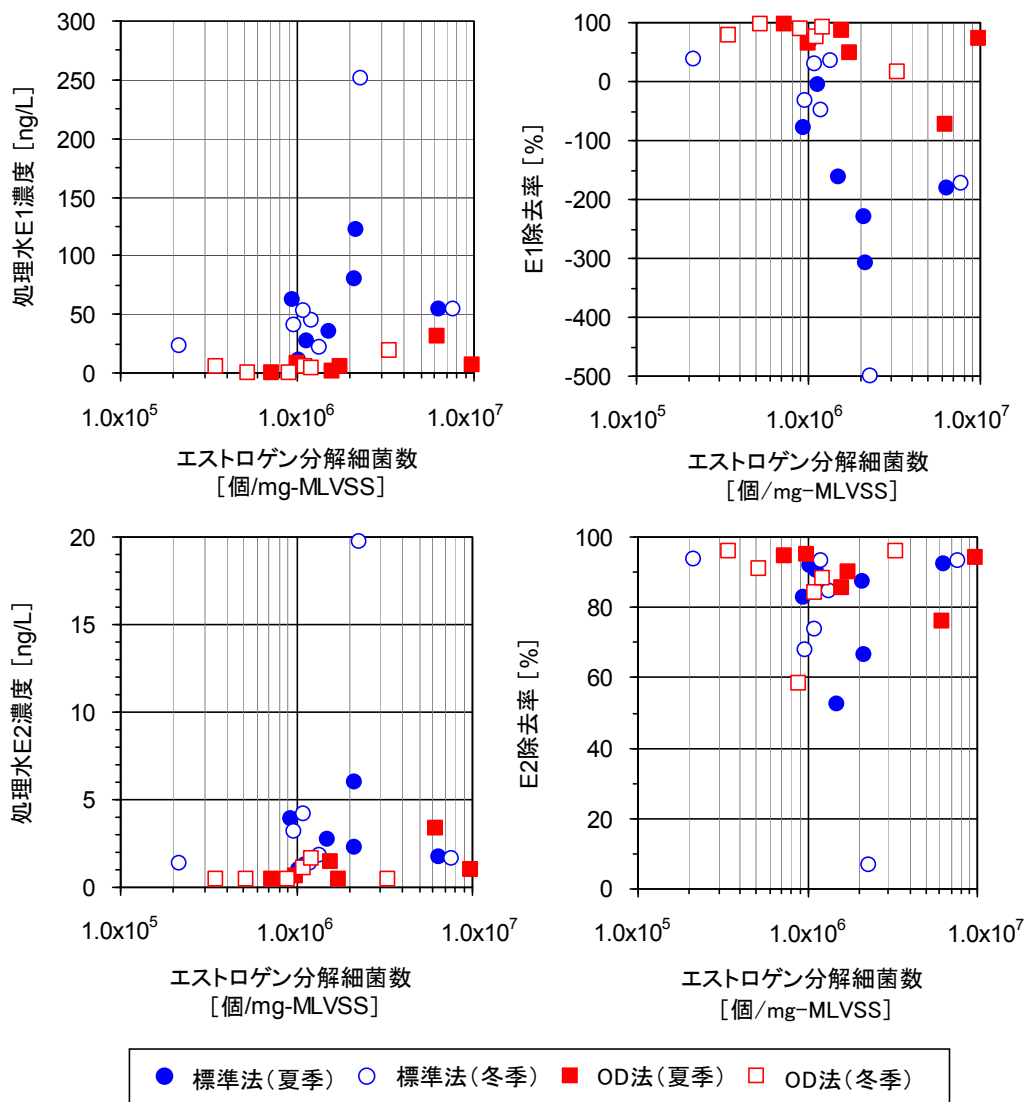 300
250
200
150
100
50
0
処理水E1濃度 [ng/L]
1.0x10⁵
1.0x10⁶
1.0x10⁷
エストロゲン分解細菌数
[個/mg-MLVSS]
100
0
-100
-200
-300
-400
-500
E1除去率 [%]
1.0x10⁵
1.0x10⁶
1.0x10⁷
エストロゲン分解細菌数
[個/mg-MLVSS]
20
15
10
5
0
処理水E2濃度 [ng/L]
1.0x10⁵
1.0x10⁶
1.0x10⁷
エストロゲン分解細菌数
[個/mg-MLVSS]
100
80
60
40
20
0
E2除去率 [%]
1.0x10⁵
1.0x10⁶
1.0x10⁷
エストロゲン分解細菌数
[個/mg-MLVSS]
標準法(夏季) 標準法(冬季) OD法(夏季) OD法(冬季)